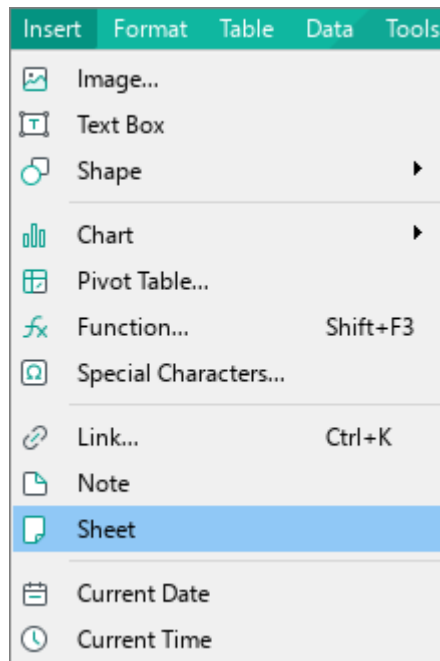 Insert Format Table Data Tools
Image...
Text Box
Shape
Chart
Pivot Table...
Function... Shift+F3
Special Characters...
Link... Ctrl+K
Note
Sheet
Current Date
Current Time